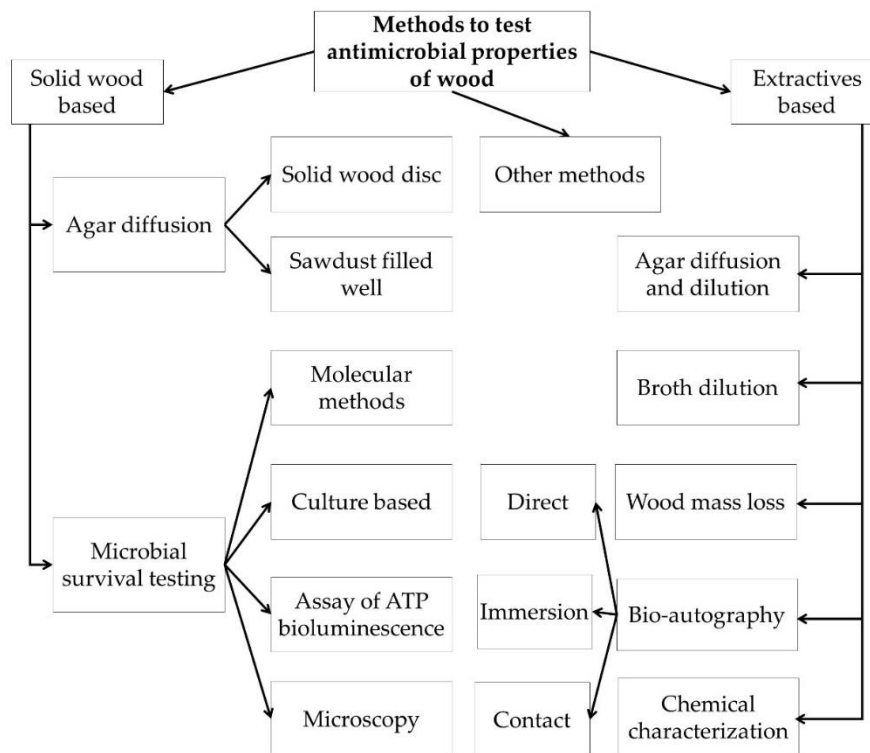 Methods to test
antimicrobial properties
of wood
Solid wood
based
Extractives
based
Solid wood disc
Other methods
Agar diffusion
Sawdust filled
well
Agar diffusion
and dilution
Molecular
methods
Broth dilution
Culture based
Direct
Wood mass loss
Microbial
survival testing
Assay of ATP
bioluminescence
Immersion
Bio-autography
Microscopy
Contact
Chemical
characterization